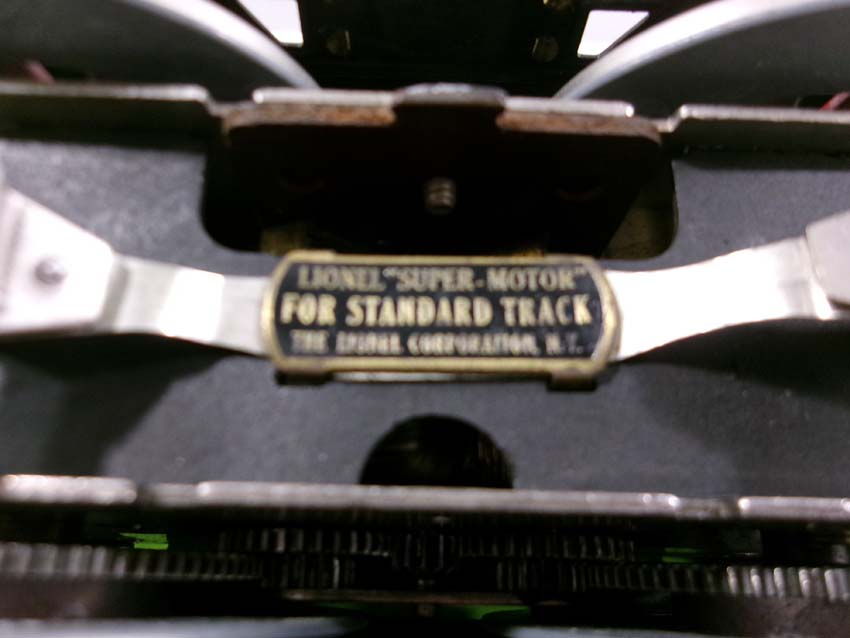 LIONEL "SUPER-MOTOR"
FOR STANDARD TRACK
THE LIONEL CORPORATION, N.Y.